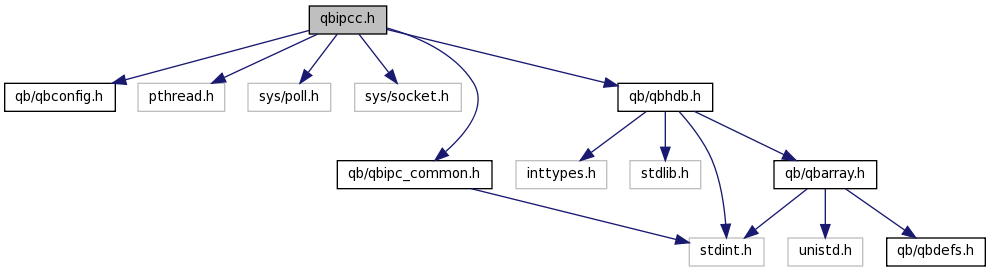 qbipcc.h
qb/qbconfig.h
pthread.h
sys/poll.h
sys/socket.h
qb/qbhdb.h
qb/qbipc_common.h
inttypes.h
stdlib.h
qb/qbarray.h
stdint.h
unistd.h
qb/qbdefs.h